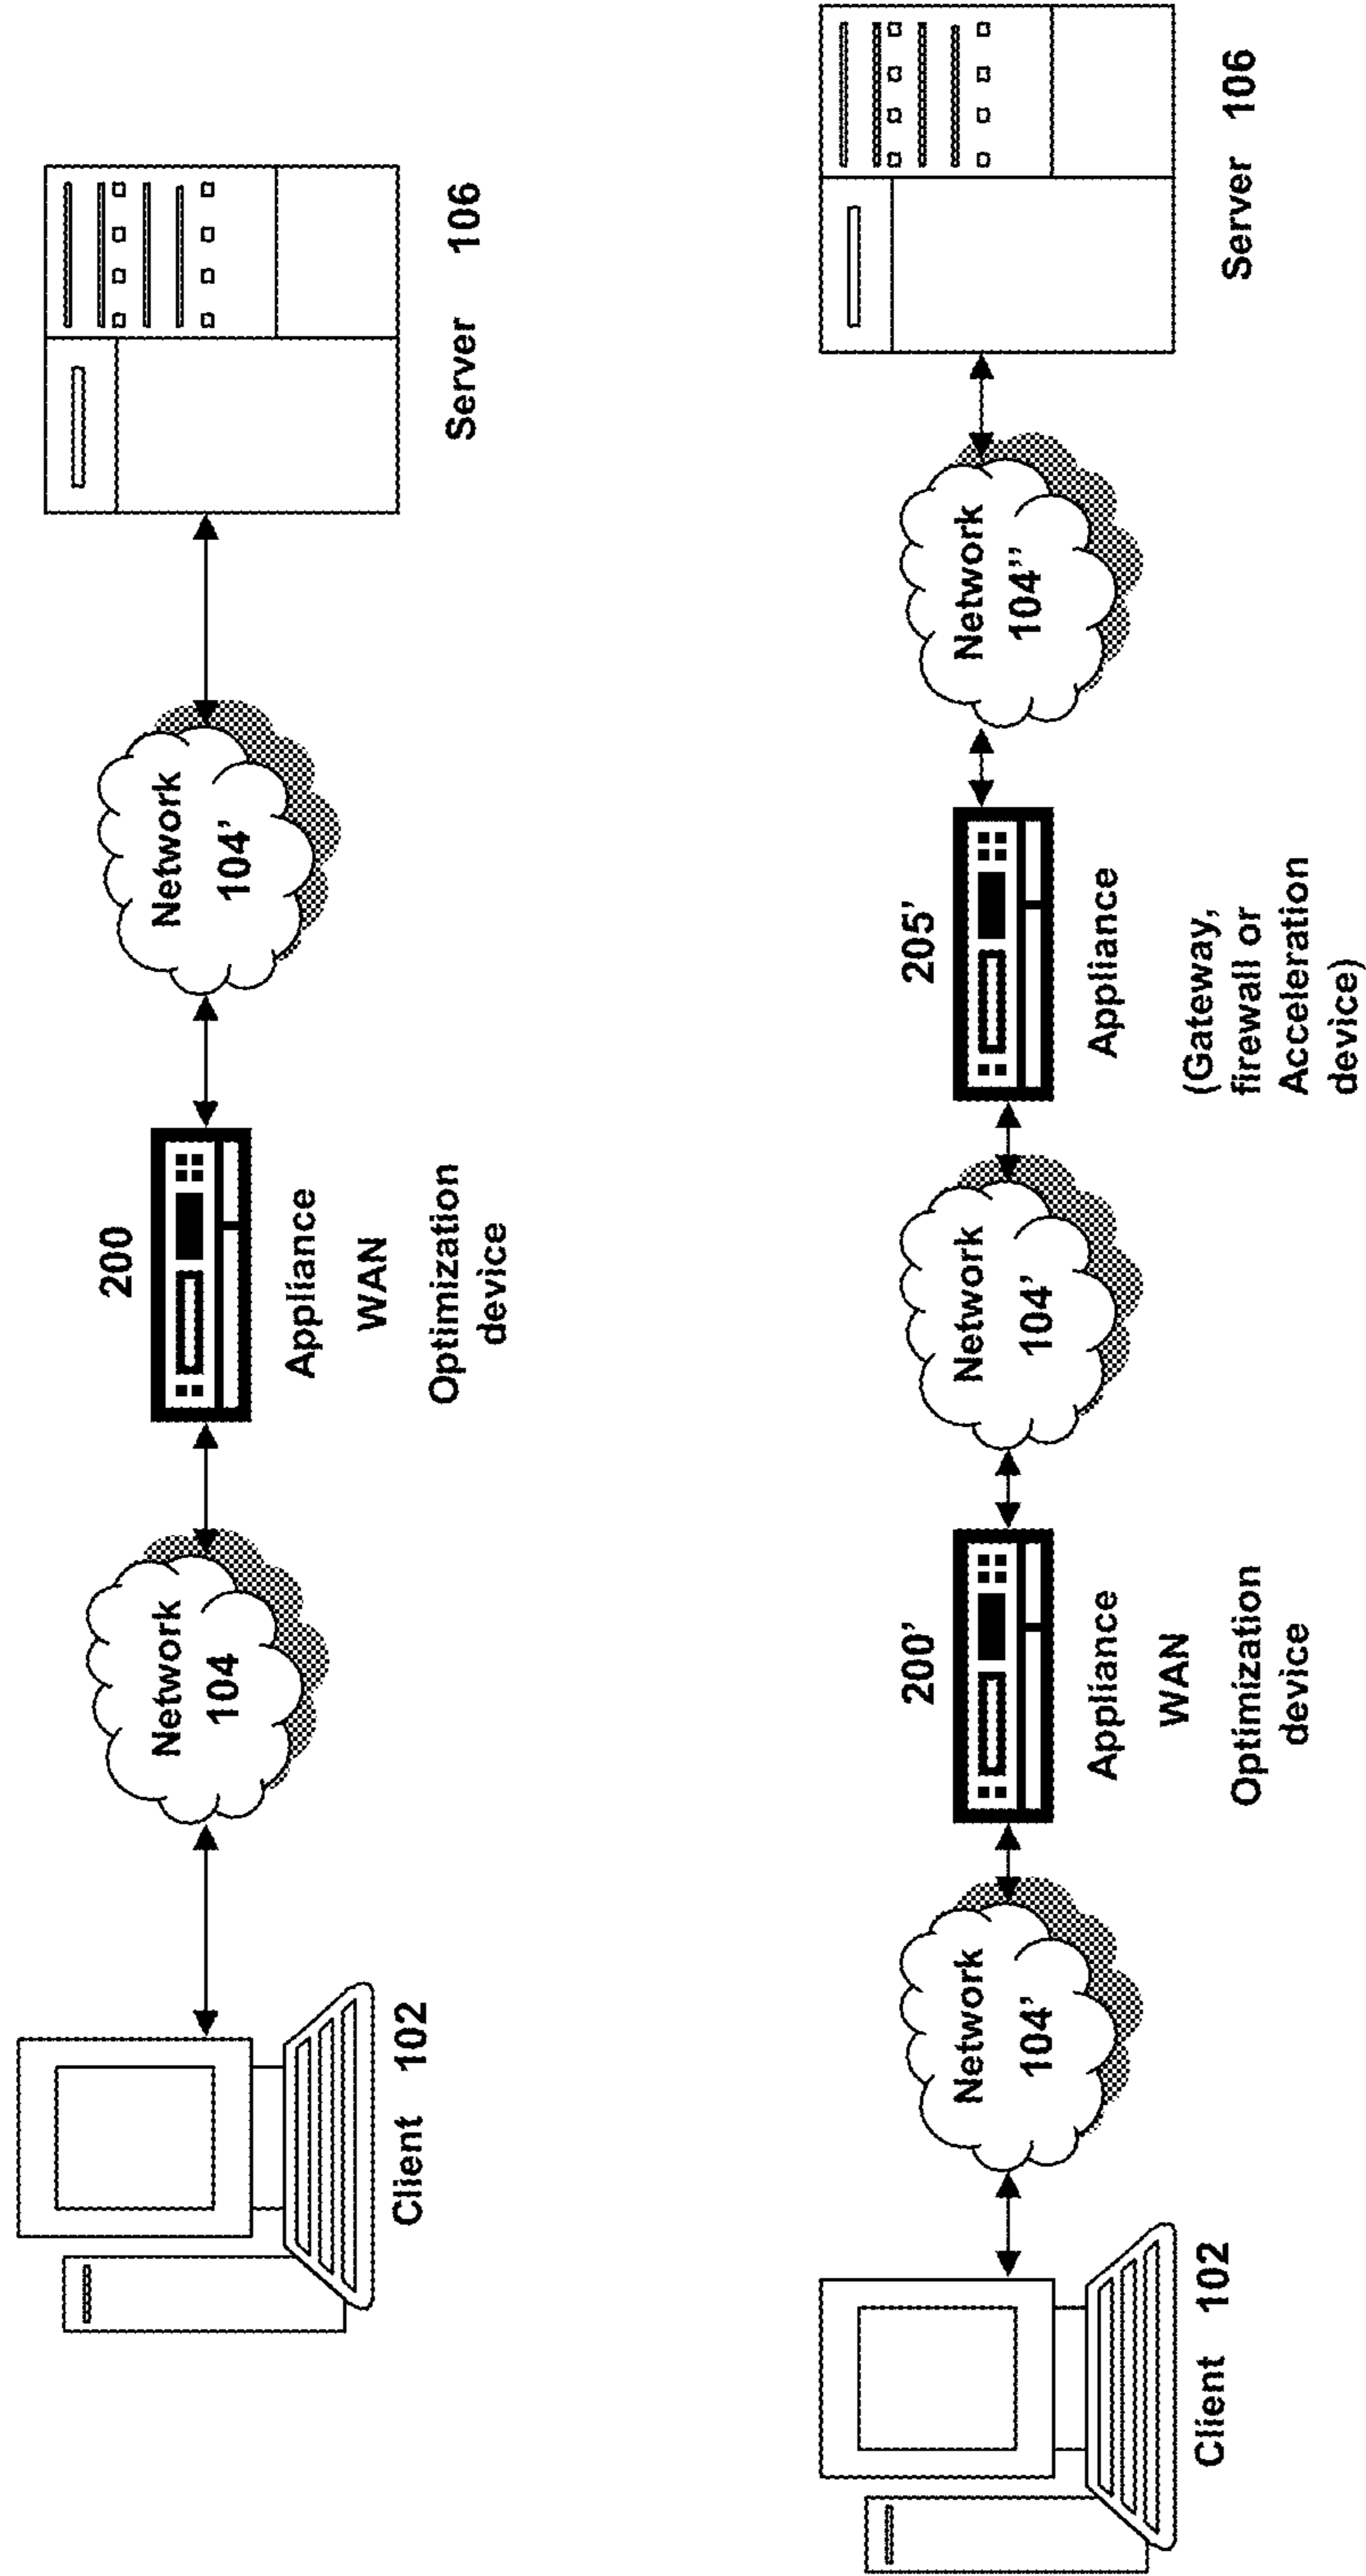 Client 102
Network
104
200
Appliance
WAN
Optimization
device
Network
104'
Server 106
Client 102
Network
104'
200'
Appliance
WAN
Optimization
device
Network
104'
205'
Appliance
(Gateway,
firewall or
Acceleration
device)
Network
104''
Server 106